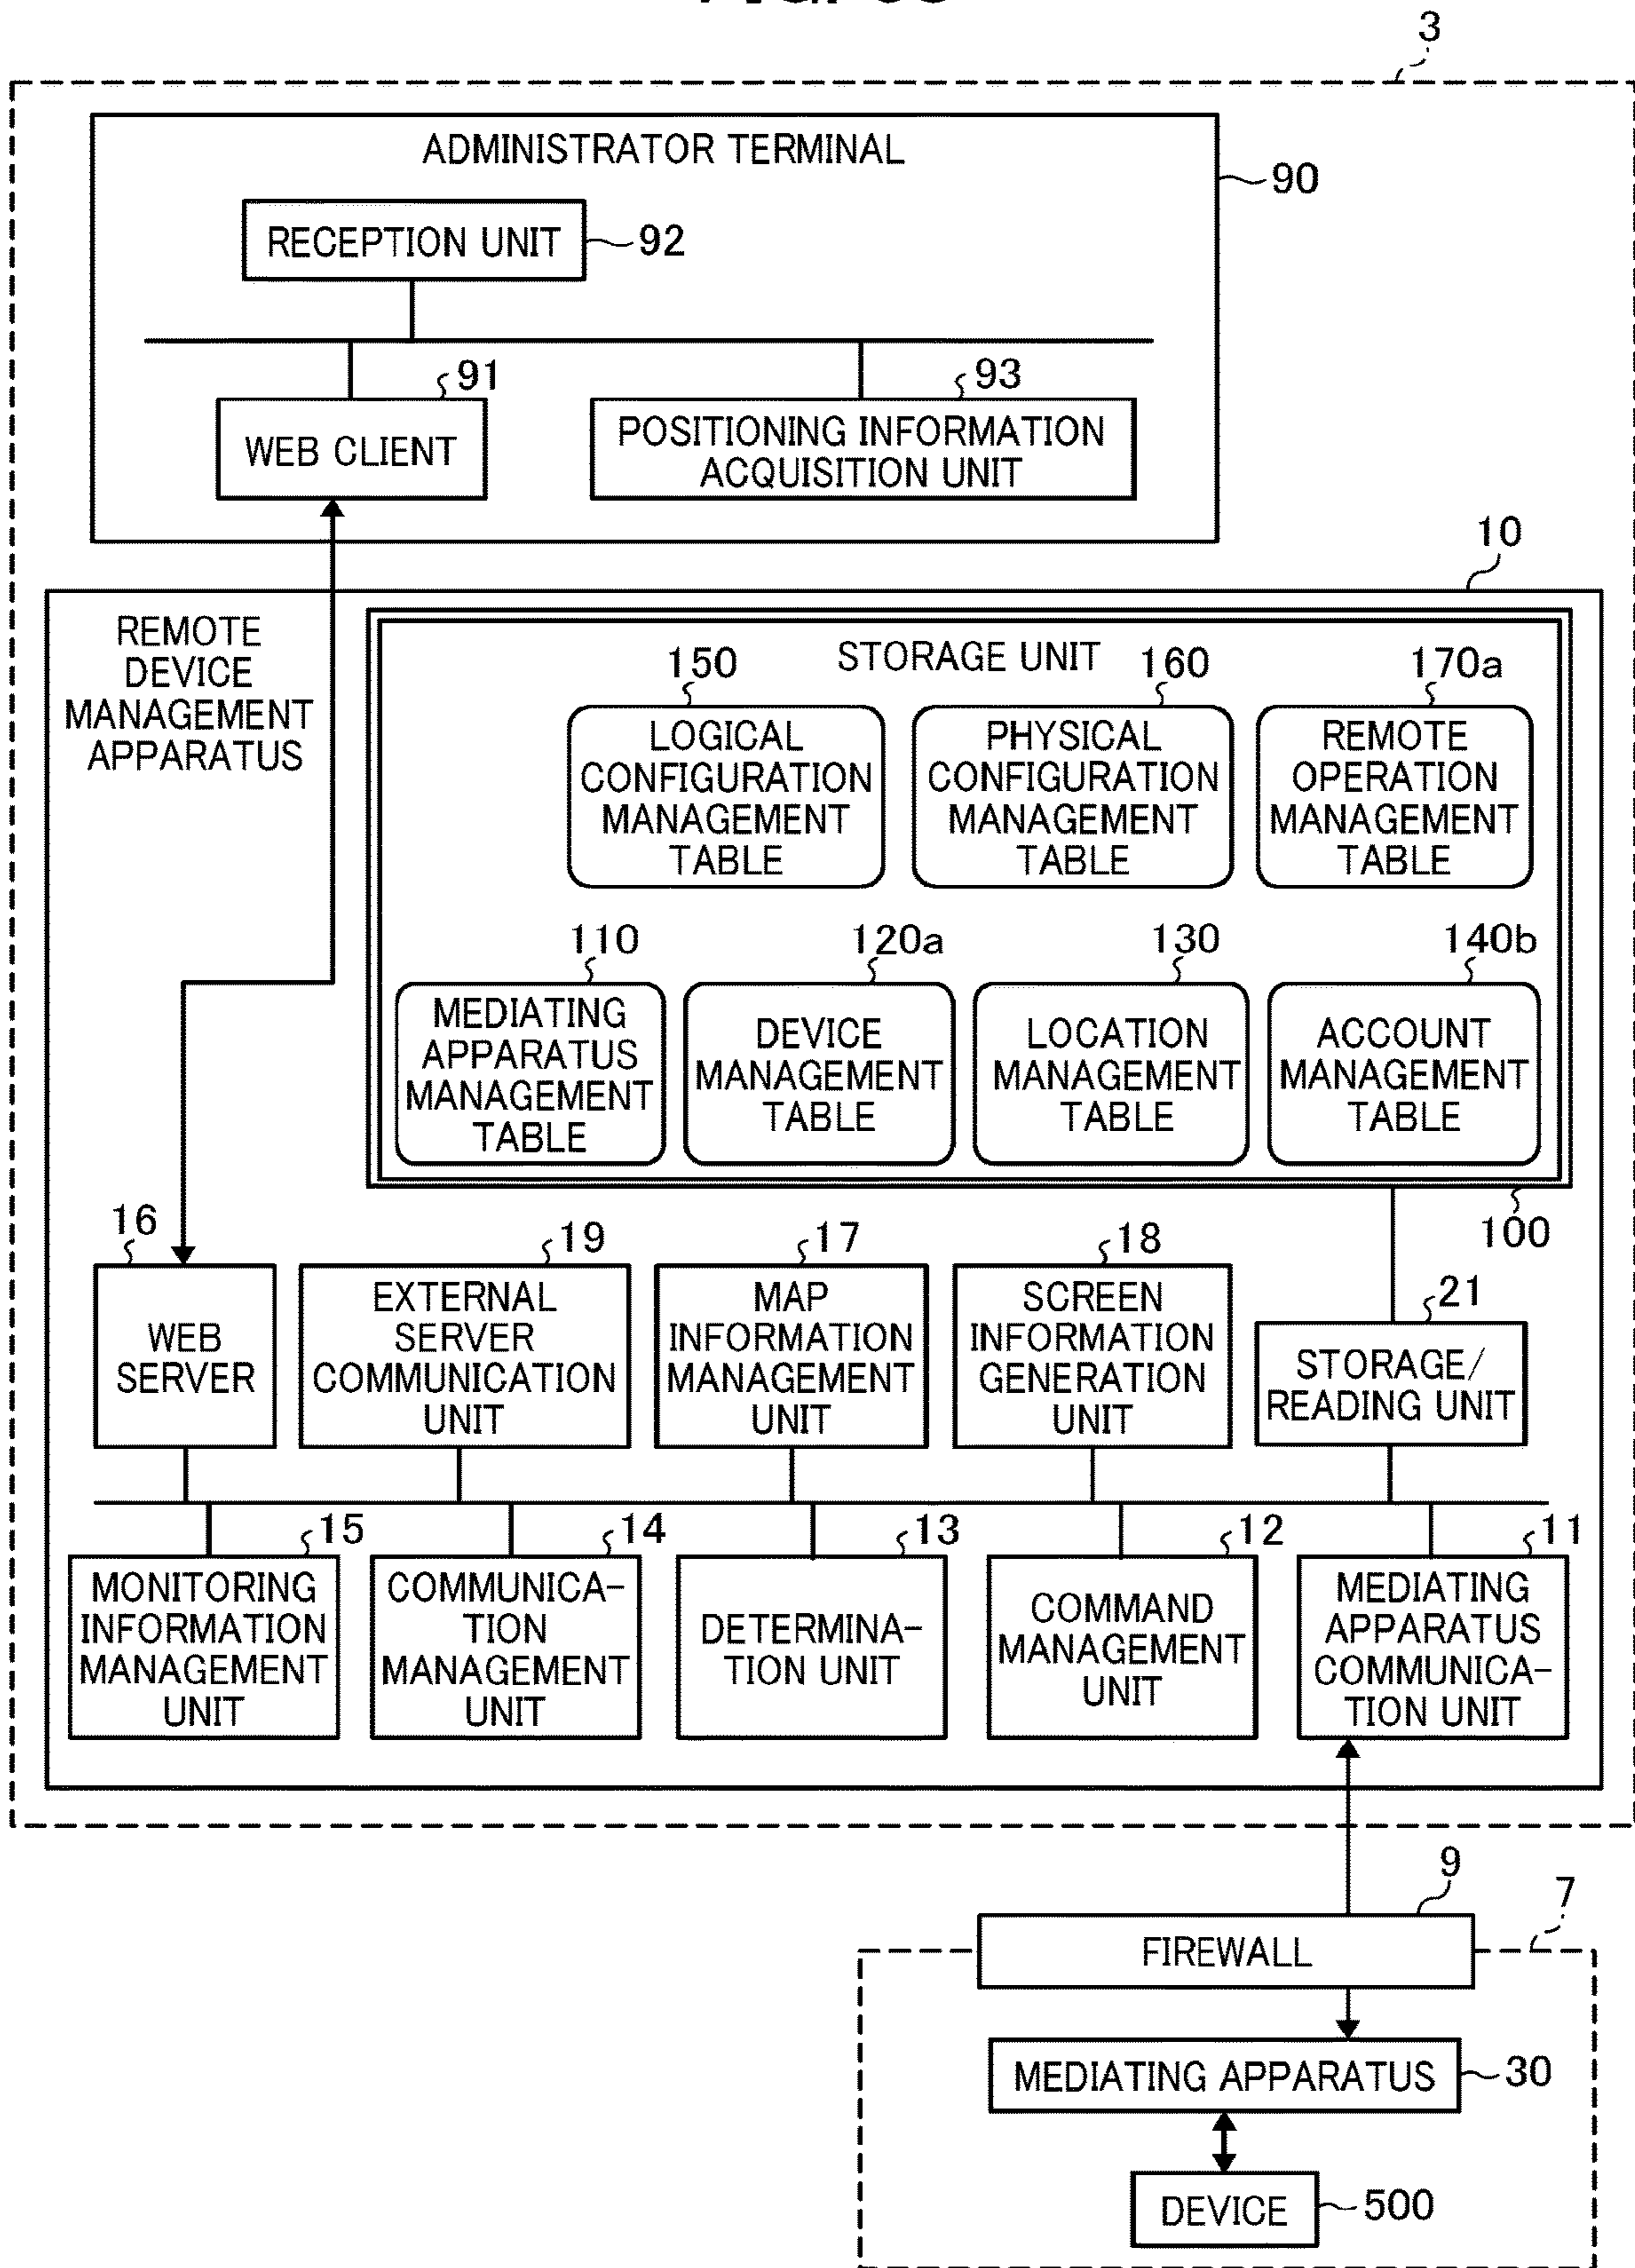 3
ADMINISTRATOR TERMINAL
90
RECEPTION UNIT
92
91
93
WEB CLIENT
POSITIONING INFORMATION
ACQUISITION UNIT
10
REMOTE
DEVICE
MANAGEMENT
APPARATUS
STORAGE UNIT
150
160
170a
LOGICAL
CONFIGURATION
MANAGEMENT
TABLE
PHYSICAL
CONFIGURATION
MANAGEMENT
TABLE
REMOTE
OPERATION
MANAGEMENT
TABLE
110
120a
130
140b
MEDIATING
APPARATUS
MANAGEMENT
TABLE
DEVICE
MANAGEMENT
TABLE
LOCATION
MANAGEMENT
TABLE
ACCOUNT
MANAGEMENT
TABLE
100
16
19
17
18
21
WEB
SERVER
EXTERNAL
SERVER
COMMUNICATION
UNIT
MAP
INFORMATION
MANAGEMENT
UNIT
SCREEN
INFORMATION
GENERATION
UNIT
STORAGE/
READING UNIT
15
14
13
12
11
MONITORING
INFORMATION
MANAGEMENT
UNIT
COMMUNICA-
TION
MANAGEMENT
UNIT
DETERMINA-
TION UNIT
COMMAND
MANAGEMENT
UNIT
MEDIATING
APPARATUS
COMMUNICA-
TION UNIT
9
7
FIREWALL
MEDIATING APPARATUS
30
DEVICE
500